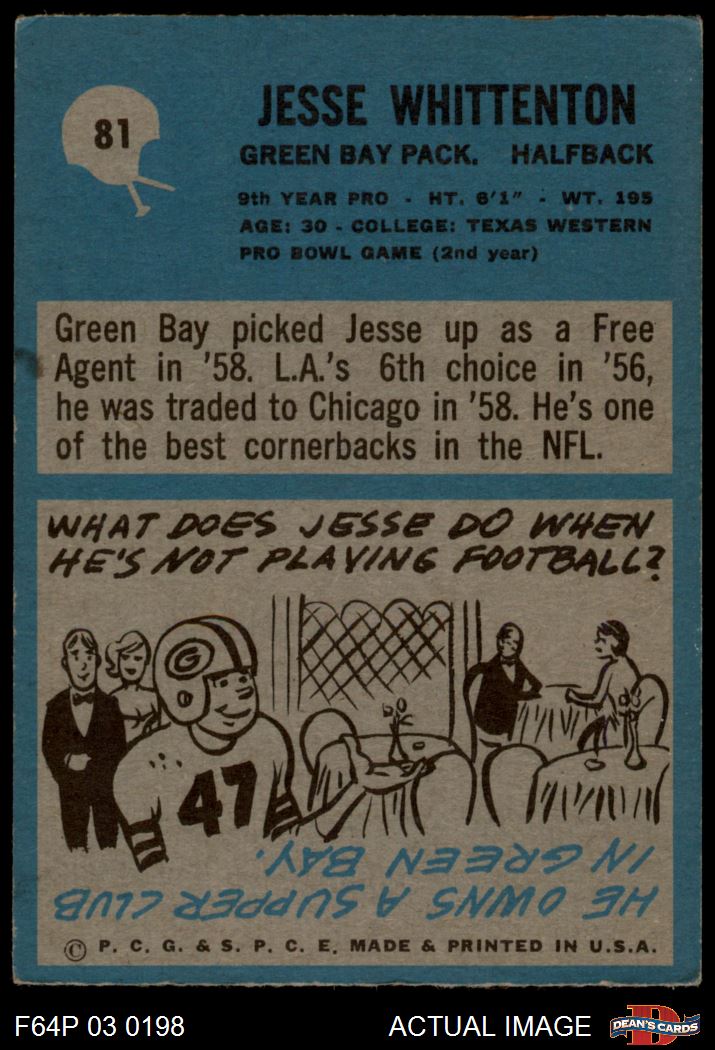 81
JESSE WHITTENTON
GREEN BAY PACK. HALFBACK
9th YEAR PRO - HT. 6'1" - WT. 195
AGE: 30 - COLLEGE: TEXAS WESTERN
PRO BOWL GAME (2nd year)
Green Bay picked Jesse up as a Free
Agent in '58. L.A.'s 6th choice in '56,
he was traded to Chicago in '58. He's one
of the best cornerbacks in the NFL.
WHAT DOES JESSE DO WHEN
HE'S NOT PLAYING FOOTBALL?
G
47
HE OWNS A SUPPER CLUB
IN GREEN BAY.
© P. C. G. & S. P. C. E. MADE & PRINTED IN U.S.A.
F64P 03 0198 ACTUAL IMAGE
D
DEAN'S CARDS